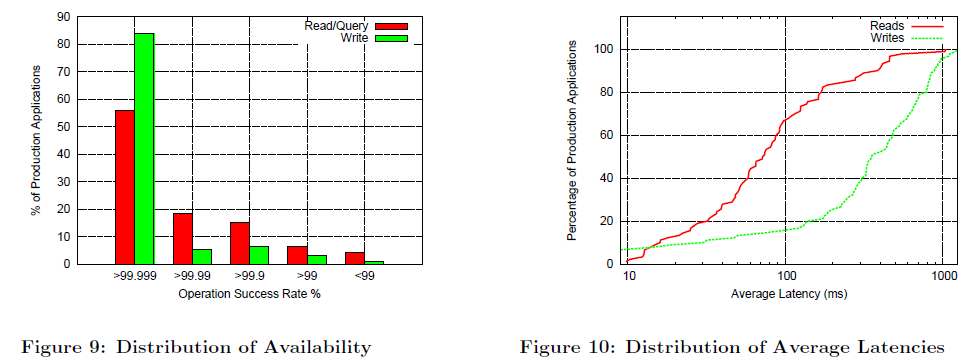 90
80
70
60
50
40
30
20
10
0
% of Production Applications
Read/Query
Write
>99.999 >99.99 >99.9 >99 <99
Operation Success Rate %
Figure 9: Distribution of Availability
100
80
60
40
20
0
Percentage of Production Applications
Reads
Writes
10 100 1000
Average Latency (ms)
Figure 10: Distribution of Average Latencies